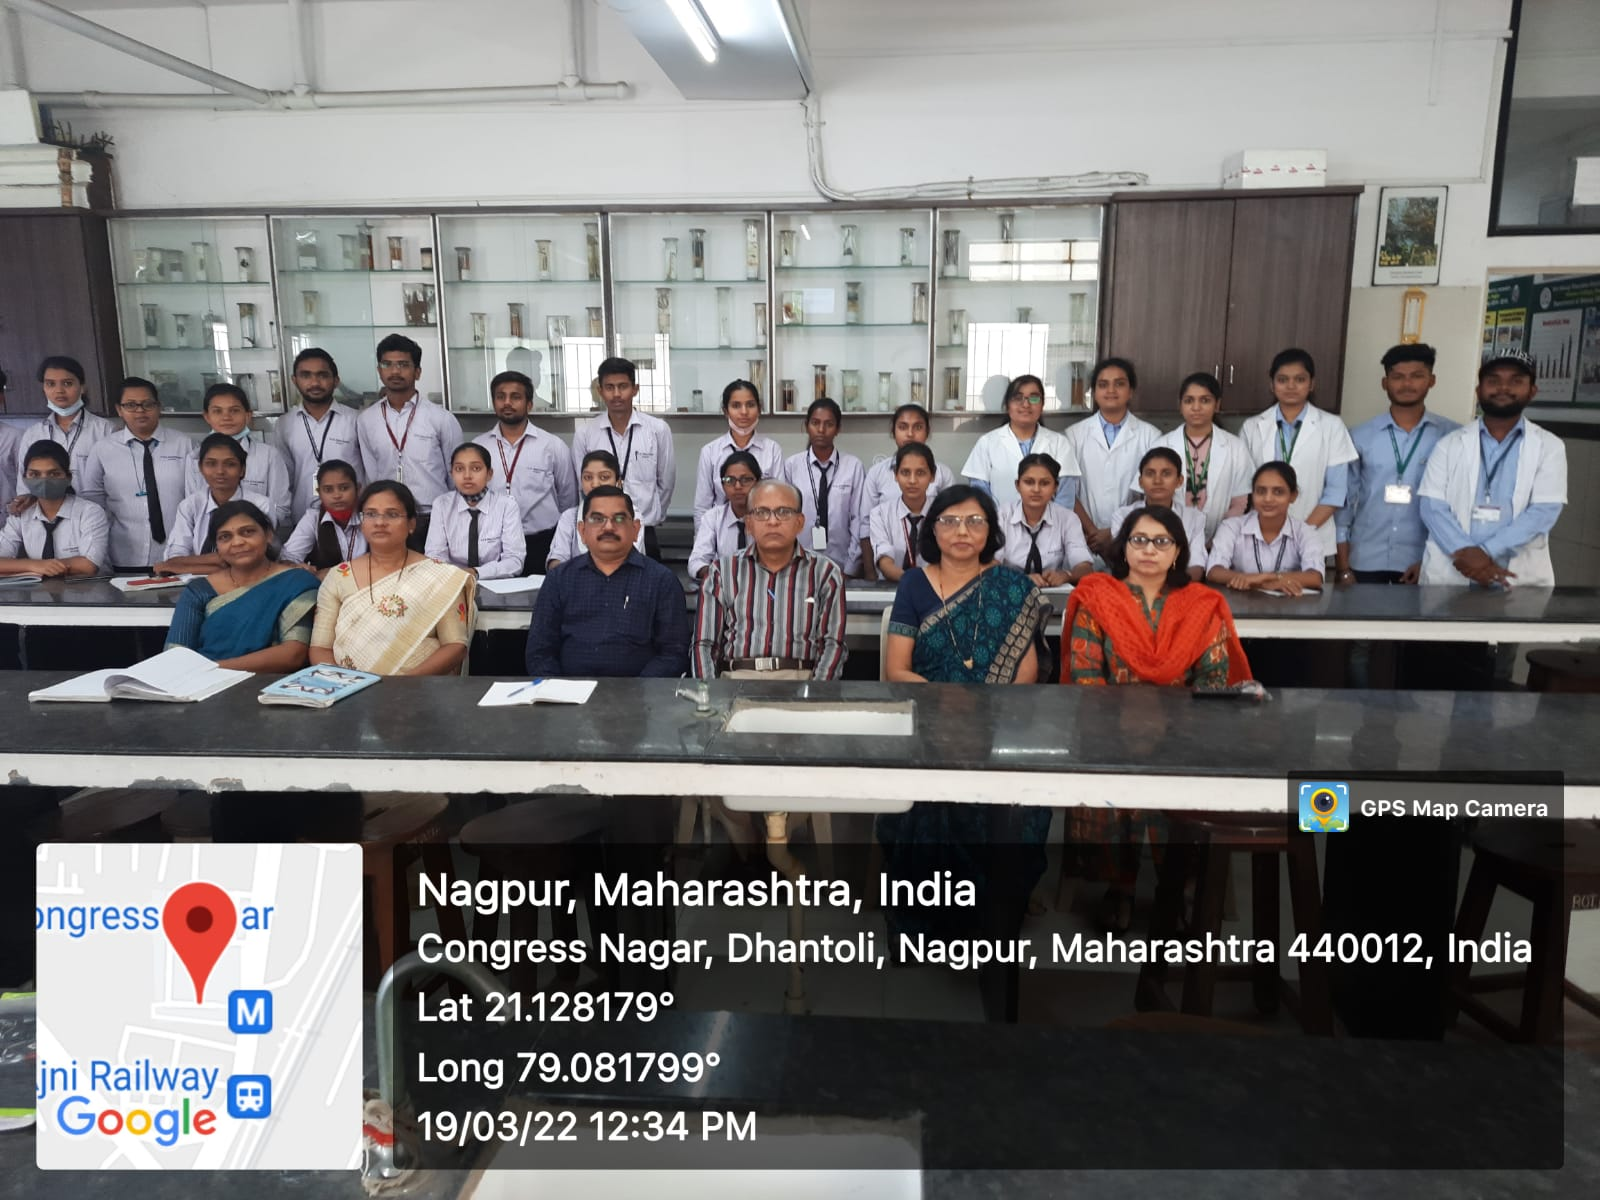 GPS Map Camera
Nagpur, Maharashtra, India
Congress Nagar, Dhantoli, Nagpur, Maharashtra 440012, India
Lat 21.128179°
Long 79.081799°
19/03/22 12:34 PM
ongress ar
M
jni Railway
Google